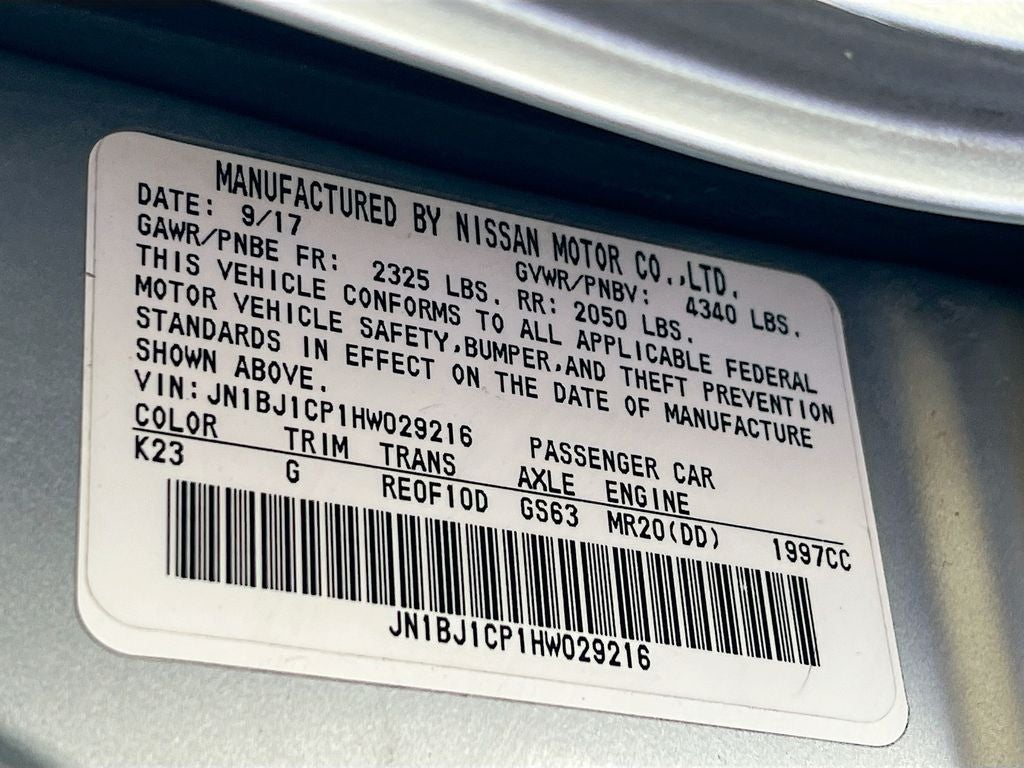 MANUFACTURED BY NISSAN MOTOR CO.,LTD.
DATE: 9/17 GVWR/PNBV: 4340 LBS.
GAWR/PNBE FR: 2325 LBS. RR: 2050 LBS.
THIS VEHICLE CONFORMS TO ALL APPLICABLE FEDERAL
MOTOR VEHICLE SAFETY,BUMPER,AND THEFT PREVENTION
STANDARDS IN EFFECT ON THE DATE OF MANUFACTURE
SHOWN ABOVE.
VIN:JN1BJ1CP1HW029216 PASSENGER CAR
COLOR TRIM TRANS AXLE ENGINE
K23 G RE0F10D GS63 MR20(DD) 1997CC
JN1BJ1CP1HW029216